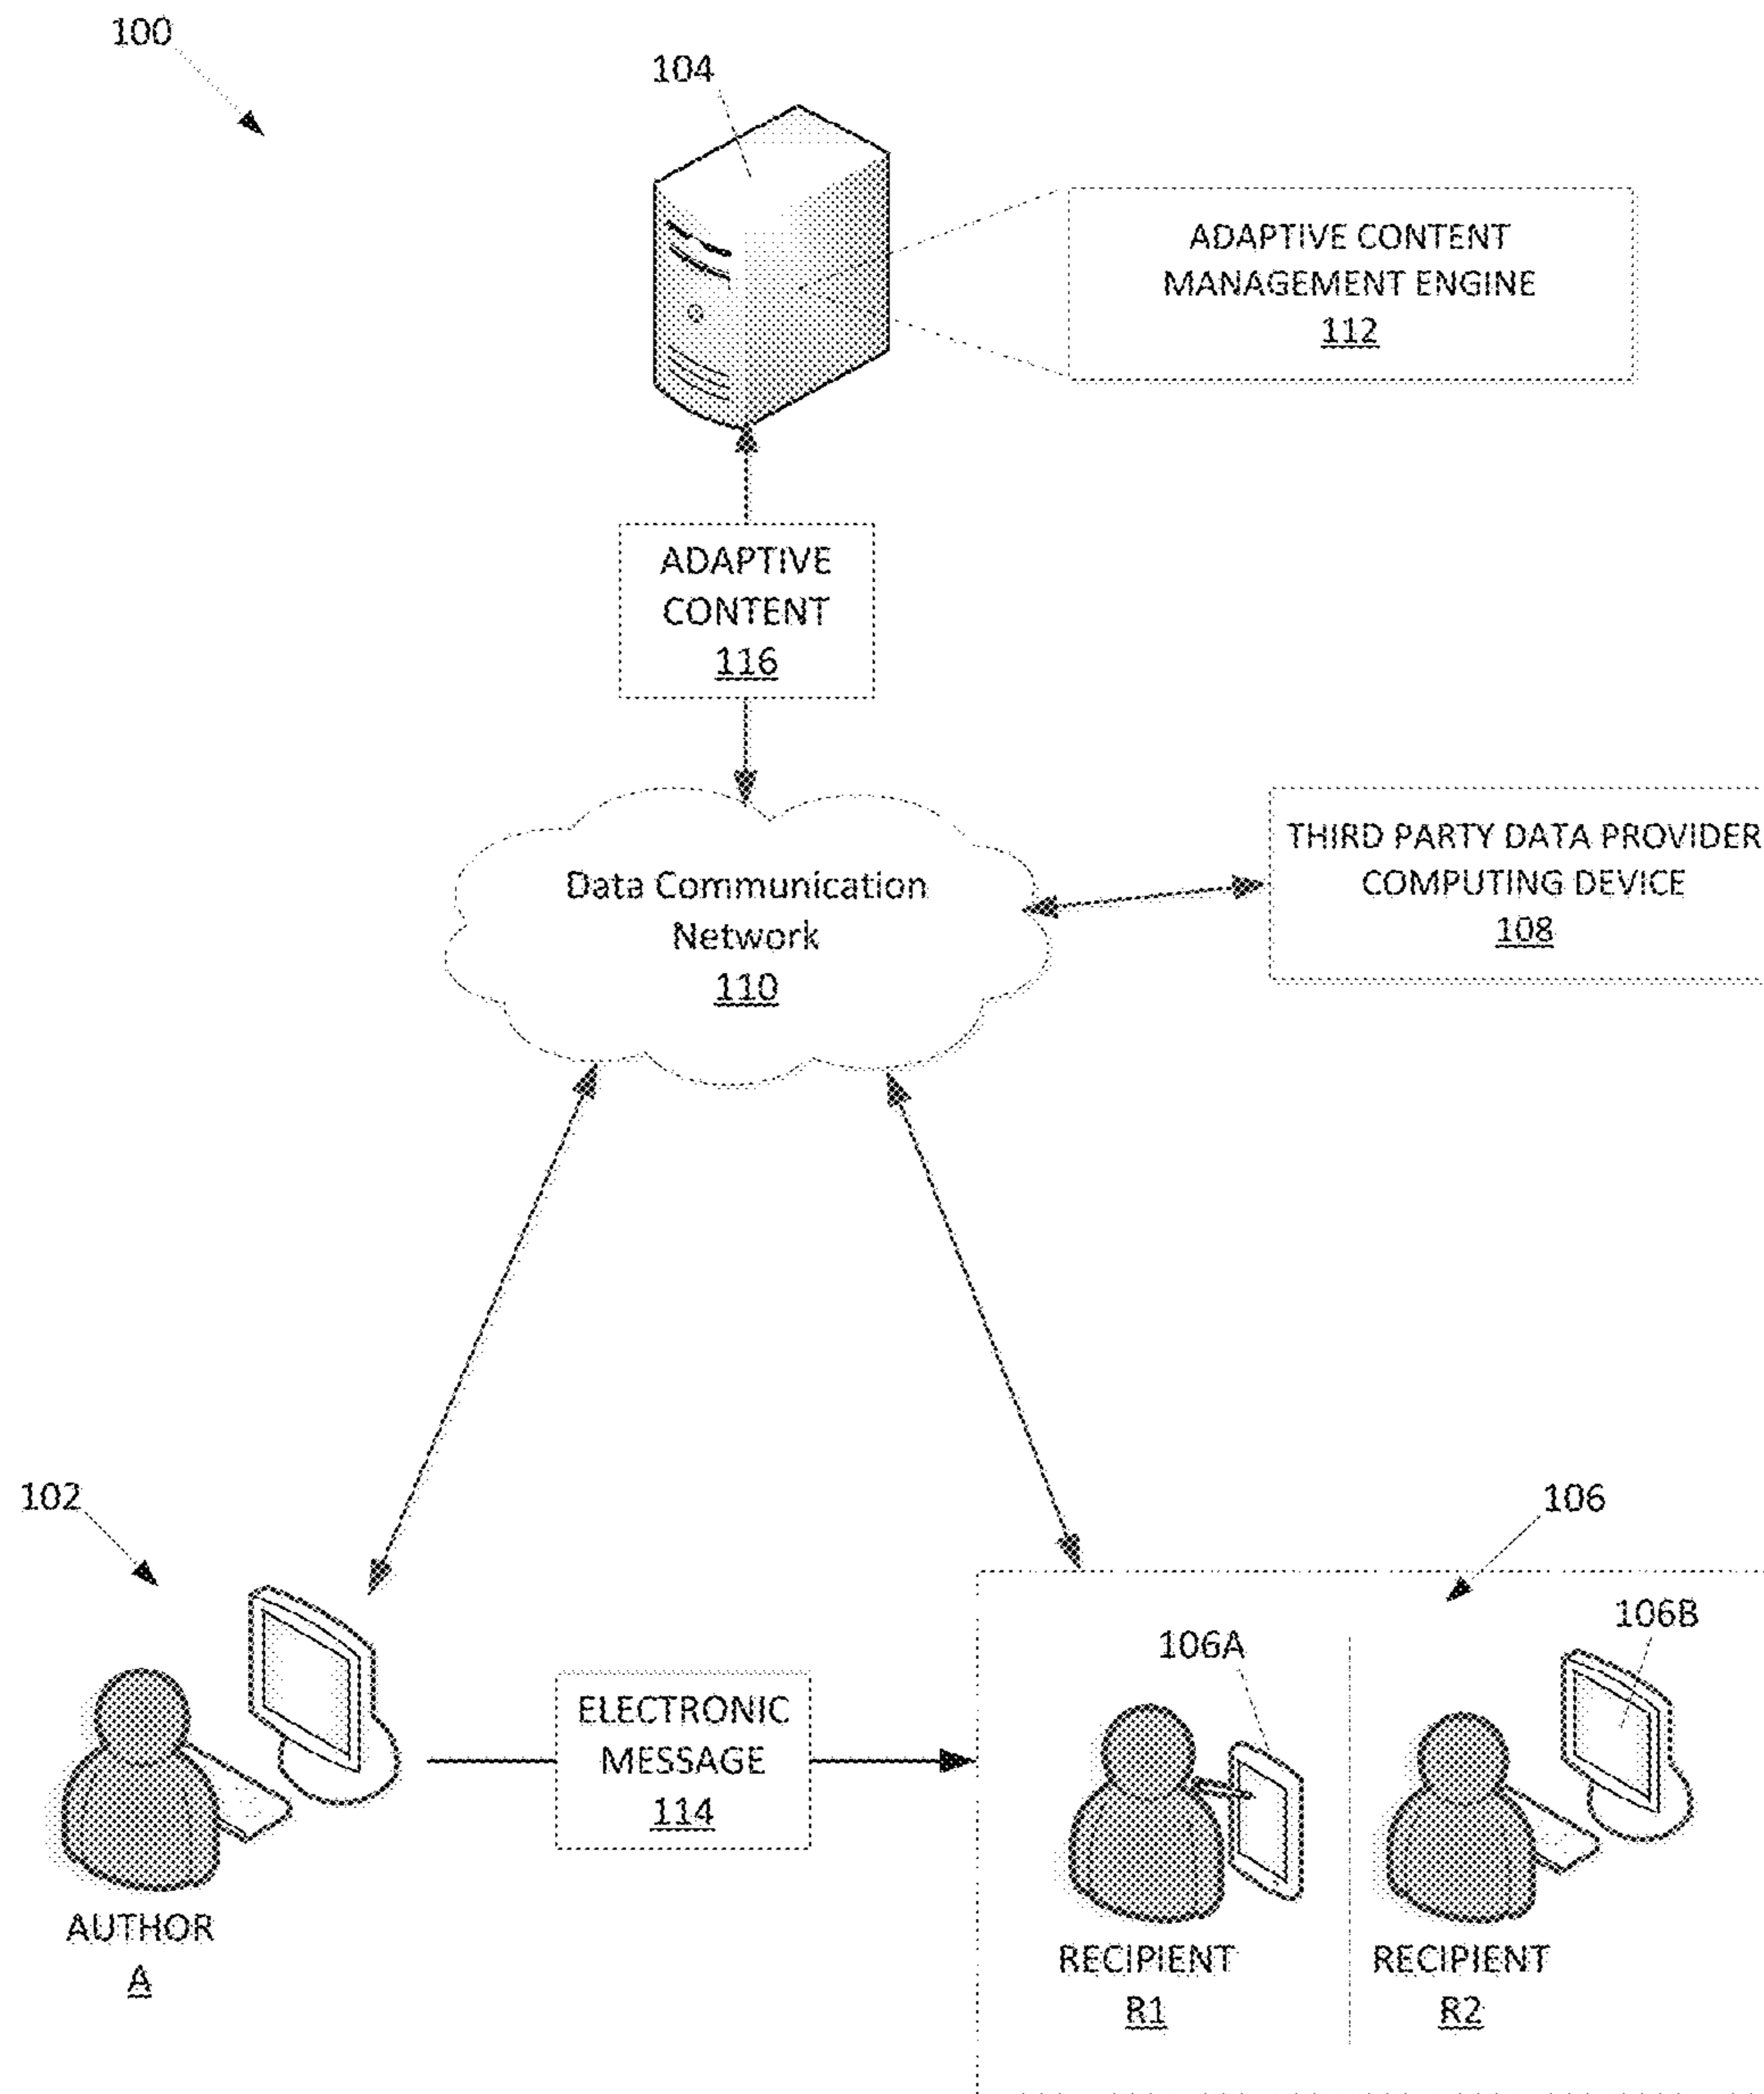 100
104
ADAPTIVE CONTENT
MANAGEMENT ENGINE
112
ADAPTIVE
CONTENT
116
Data Communication
Network
110
THIRD PARTY DATA PROVIDER
COMPUTING DEVICE
108
102
106
106A
106B
ELECTRONIC
MESSAGE
114
AUTHOR
A
RECIPIENT
R1
RECIPIENT
R2